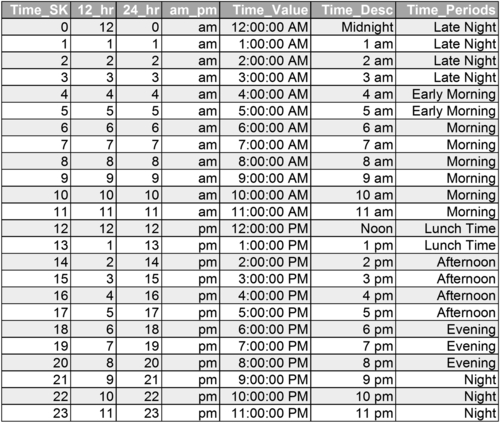 Time_SK 12_hr 24_hr am_pm Time_Value Time_Desc Time_Periods
0 12 0 am 12:00:00 AM Midnight Late Night
1 1 1 am 1:00:00 AM 1 am Late Night
2 2 2 am 2:00:00 AM 2 am Late Night
3 3 3 am 3:00:00 AM 3 am Late Night
4 4 4 am 4:00:00 AM 4 am Early Morning
5 5 5 am 5:00:00 AM 5 am Early Morning
6 6 6 am 6:00:00 AM 6 am Morning
7 7 7 am 7:00:00 AM 7 am Morning
8 8 8 am 8:00:00 AM 8 am Morning
9 9 9 am 9:00:00 AM 9 am Morning
10 10 10 am 10:00:00 AM 10 am Morning
11 11 11 am 11:00:00 AM 11 am Morning
12 12 12 pm 12:00:00 PM Noon Lunch Time
13 1 13 pm 1:00:00 PM 1 pm Lunch Time
14 2 14 pm 2:00:00 PM 2 pm Afternoon
15 3 15 pm 3:00:00 PM 3 pm Afternoon
16 4 16 pm 4:00:00 PM 4 pm Afternoon
17 5 17 pm 5:00:00 PM 5 pm Afternoon
18 6 18 pm 6:00:00 PM 6 pm Evening
19 7 19 pm 7:00:00 PM 7 pm Evening
20 8 20 pm 8:00:00 PM 8 pm Evening
21 9 21 pm 9:00:00 PM 9 pm Night
22 10 22 pm 10:00:00 PM 10 pm Night
23 11 23 pm 11:00:00 PM 11 pm Night